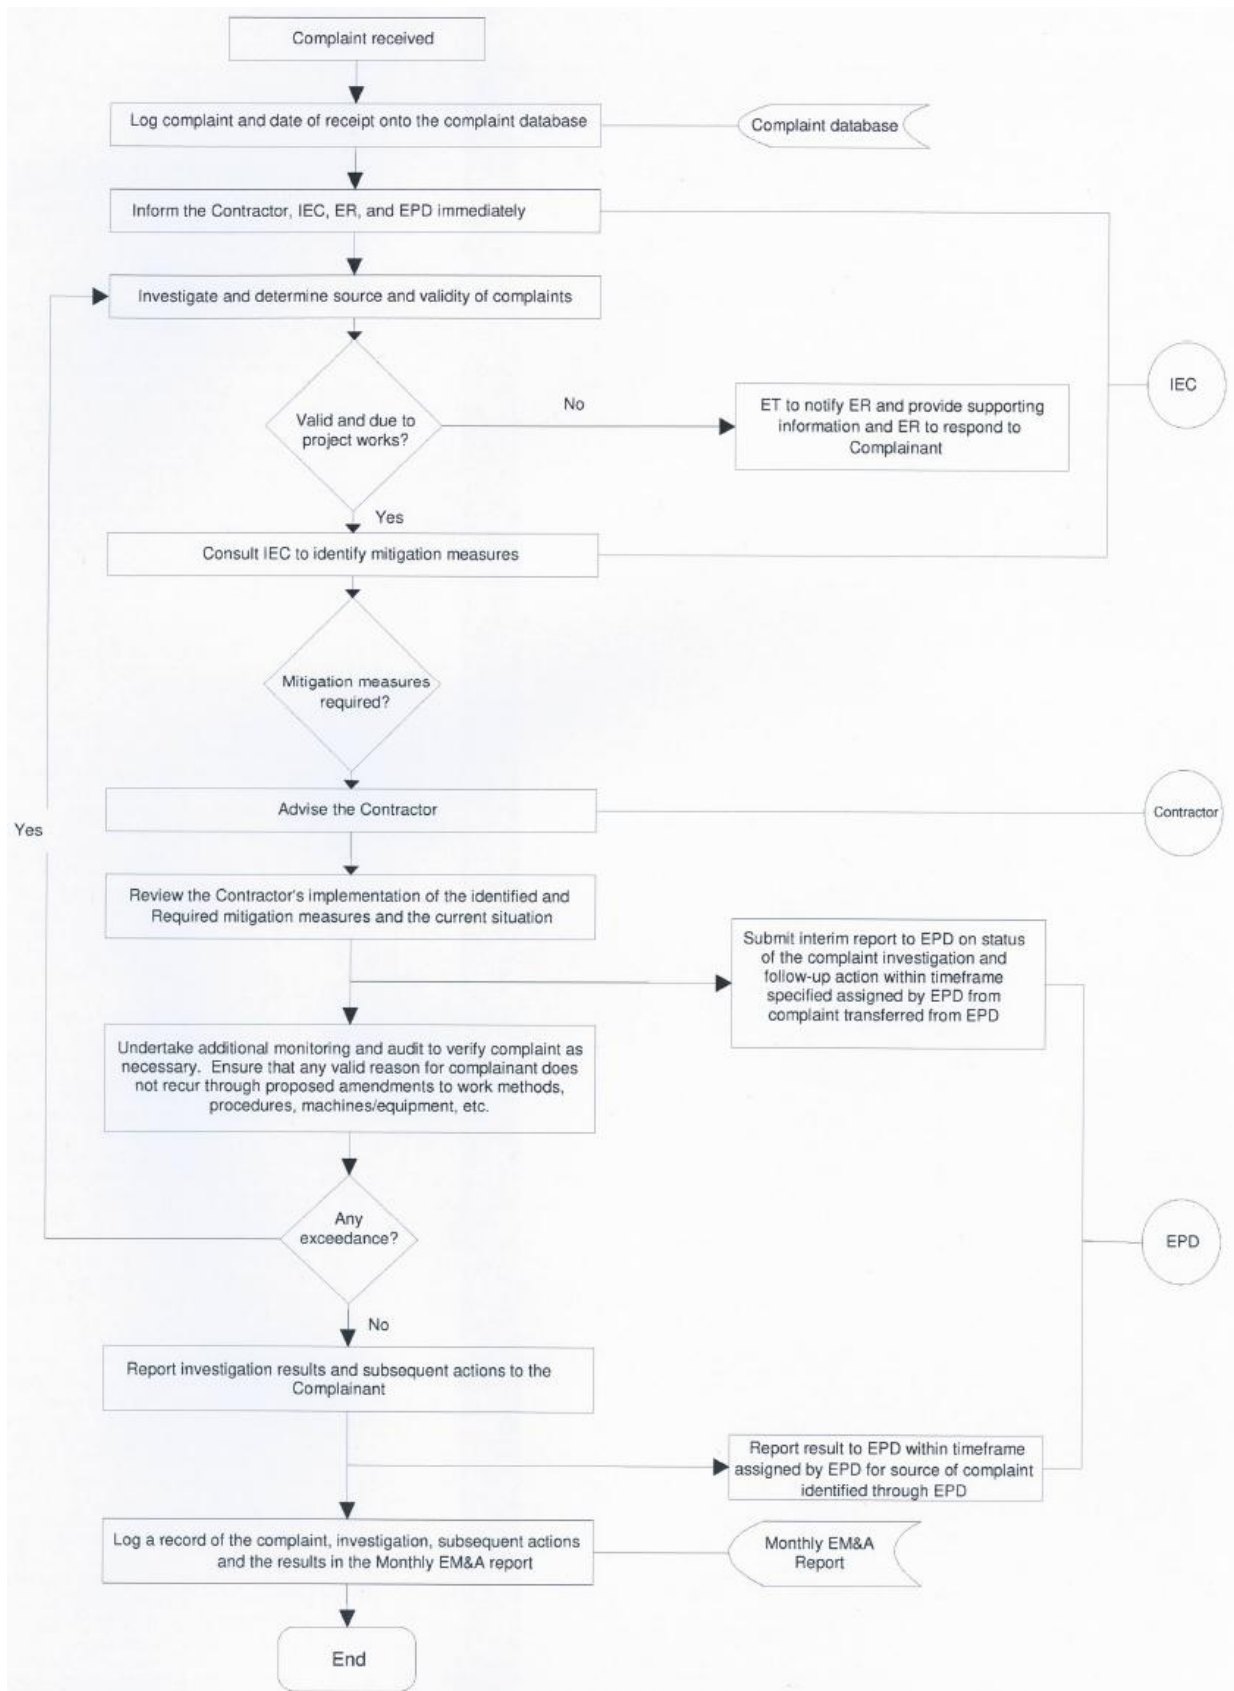 Complaint received
Log complaint and date of receipt onto the complaint database
Complaint database
Inform the Contractor, IEC, ER, and EPD immediately
Investigate and determine source and validity of complaints
IEC
Valid and due to
project works?
No
ET to notify ER and provide supporting
information and ER to respond to
Complainant
Yes
Consult IEC to identify mitigation measures
Mitigation measures
required?
Advise the Contractor
Contractor
Yes
Review the Contractor's implementation of the identified and
Required mitigation measures and the current situation
Submit interim report to EPD on status
of the complaint investigation and
follow-up action within timeframe
specified assigned by EPD from
complaint transferred from EPD
Undertake additional monitoring and audit to verify complaint as
necessary. Ensure that any valid reason for complainant does
not recur through proposed amendments to work methods,
procedures, machines/equipment, etc.
Any
exceedance?
EPD
No
Report investigation results and subsequent actions to the
Complainant
Report result to EPD within timeframe
assigned by EPD for source of complaint
identified through EPD
Log a record of the complaint, investigation, subsequent actions
and the results in the Monthly EM&A report
Monthly EM&A
Report
End